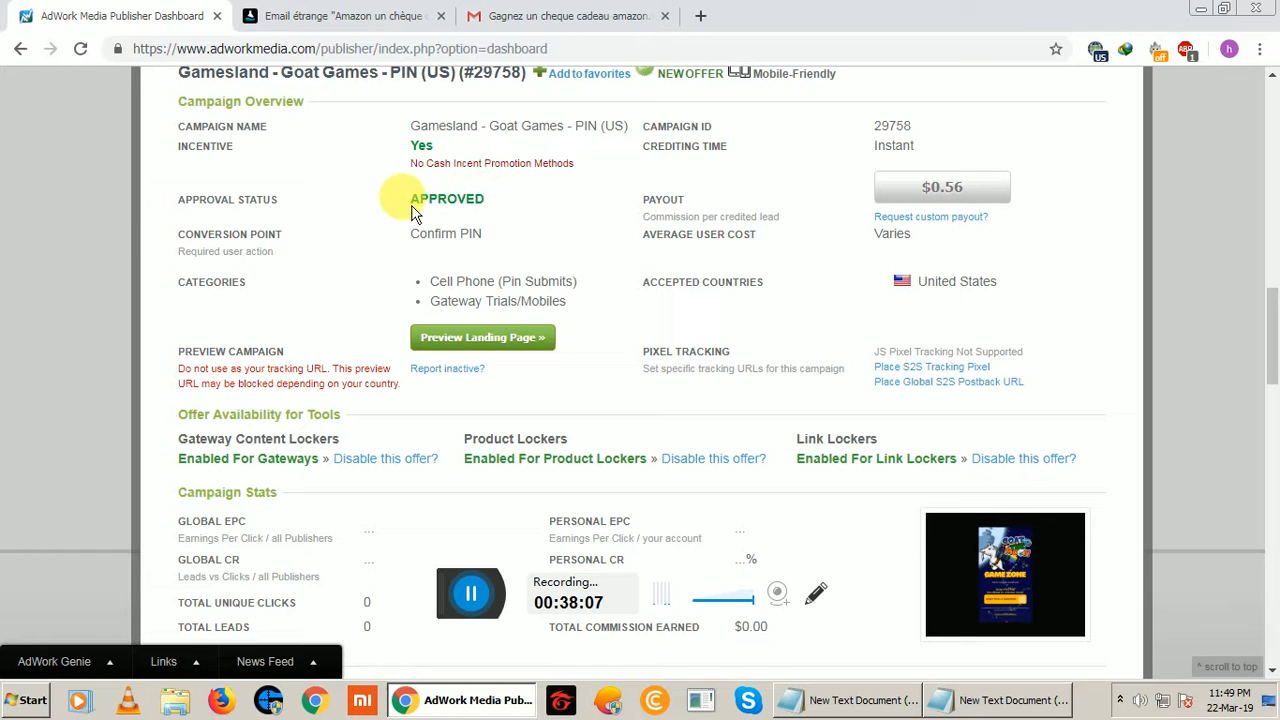 AdWork Media Publisher Dashboard
Email étrange "Amazon un chèque c
Gagnez un cheque cadeau amazon.
https://www.adworkmedia.com/publisher/index.php?option=dashboard
US
off
ABP
1
h
Gamesland - Goat Games - PIN (US) (#29758) Add to favorites NEW OFFER Mobile-Friendly
Campaign Overview
CAMPAIGN NAME Gamesland - Goat Games - PIN (US) CAMPAIGN ID 29758
INCENTIVE Yes CREDITING TIME Instant
No Cash Incent Promotion Methods
APPROVAL STATUS APPROVED PAYOUT $0.56
Commission per credited lead Request custom payout?
CONVERSION POINT Confirm PIN AVERAGE USER COST Varies
Required user action
CATEGORIES • Cell Phone (Pin Submits) ACCEPTED COUNTRIES United States
• Gateway Trials/Mobiles
Preview Landing Page »
PREVIEW CAMPAIGN PIXEL TRACKING JS Pixel Tracking Not Supported
Do not use as your tracking URL. This preview Report inactive? Set specific tracking URLs for this campaign Place S2S Tracking Pixel
URL may be blocked depending on your country. Place Global S2S Postback URL
Offer Availability for Tools
Gateway Content Lockers Product Lockers Link Lockers
Enabled For Gateways » Disable this offer? Enabled For Product Lockers » Disable this offer? Enabled For Link Lockers » Disable this offer?
Campaign Stats
GLOBAL EPC ... PERSONAL EPC ...
Earnings Per Click / all Publishers Earnings Per Click / your account
GLOBAL CR ... PERSONAL CR ...%
Leads vs Clicks / all Publishers
TOTAL UNIQUE CLICKS 0
TOTAL LEADS 0 TOTAL COMMISSION EARNED $0.00
GAME ZONE
Recording...
00:38:07
AdWork Genie Links News Feed
^ scroll to top
Start
AdWork Media Pub...
New Text Document (...
New Text Document (...
11:49 PM
22-Mar-19